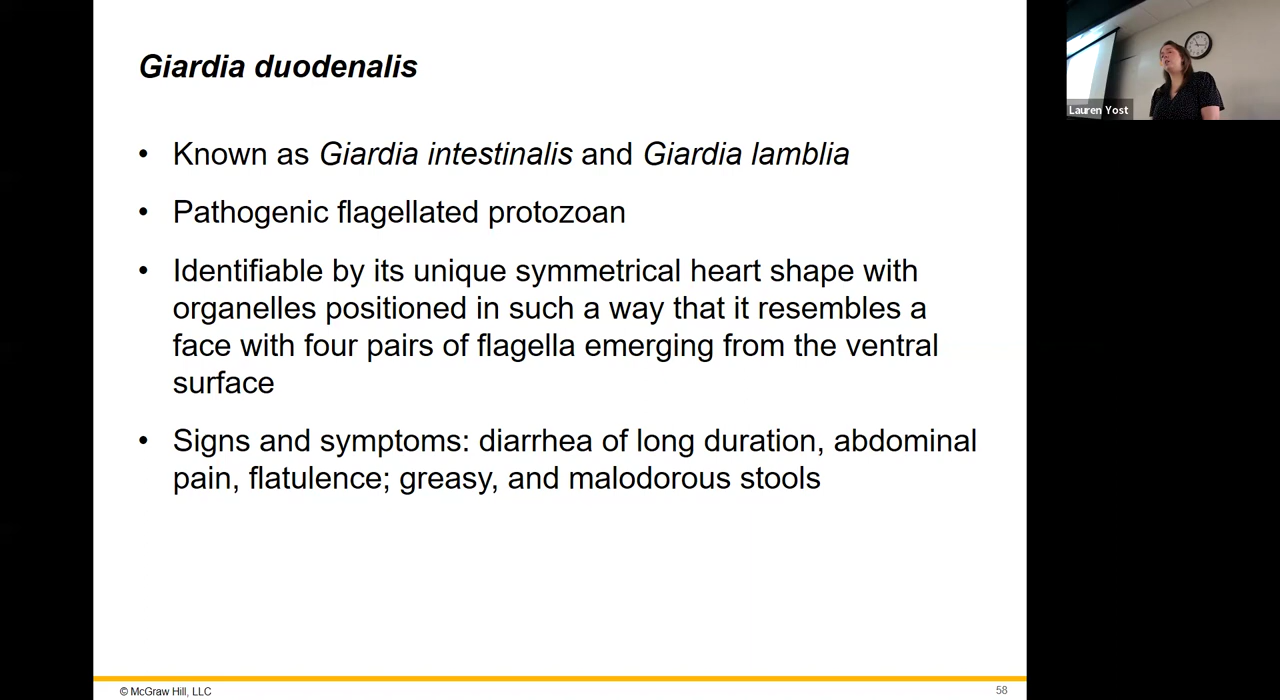 Giardia duodenalis
Lauren Yost
• Known as Giardia intestinalis and Giardia lamblia
• Pathogenic flagellated protozoan
• Identifiable by its unique symmetrical heart shape with
organelles positioned in such a way that it resembles a
face with four pairs of flagella emerging from the ventral
surface
• Signs and symptoms: diarrhea of long duration, abdominal
pain, flatulence; greasy, and malodorous stools
© McGraw Hill, LLC
58